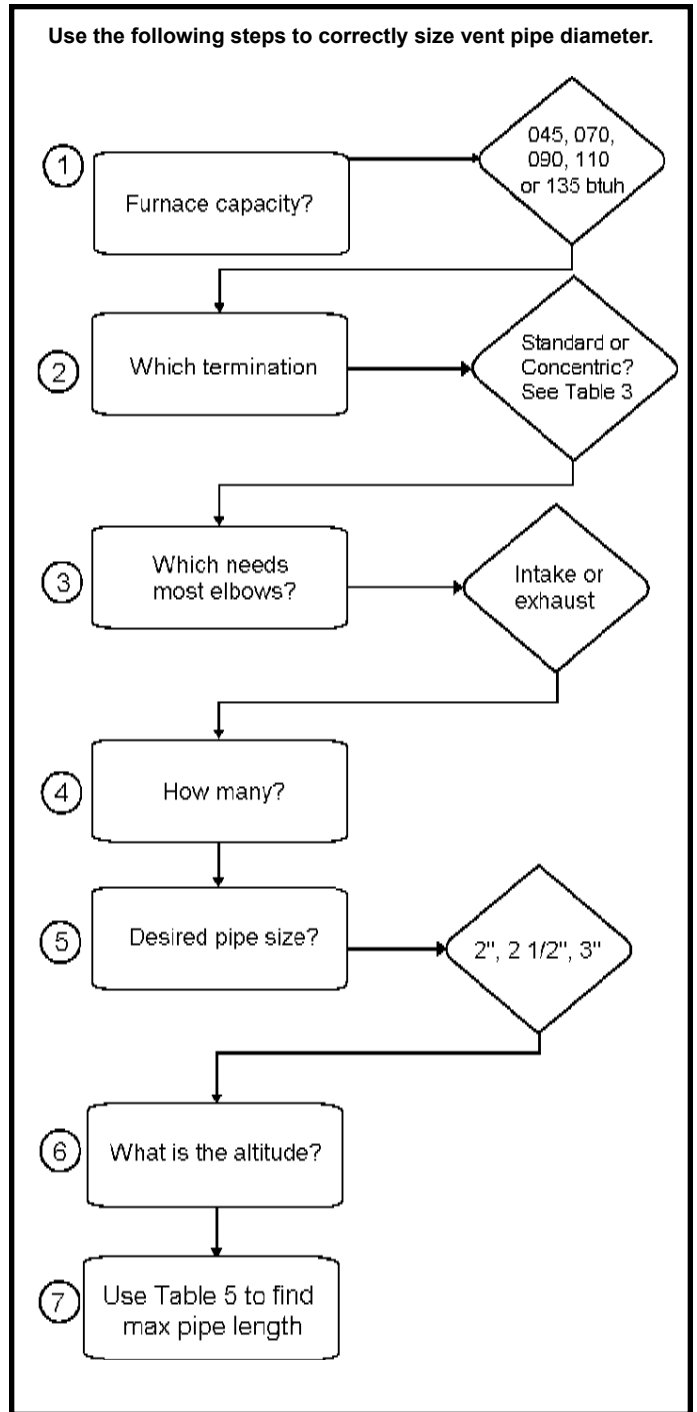 Use the following steps to correctly size vent pipe diameter.
1
Furnace capacity?
045, 070,
090, 110
or 135 btuh
2
Which termination
Standard or
Concentric?
See Table 3
3
Which needs
most elbows?
Intake or
exhaust
4
How many?
5
Desired pipe size?
2", 2 1/2", 3"
6
What is the altitude?
7
Use Table 5 to find
max pipe length